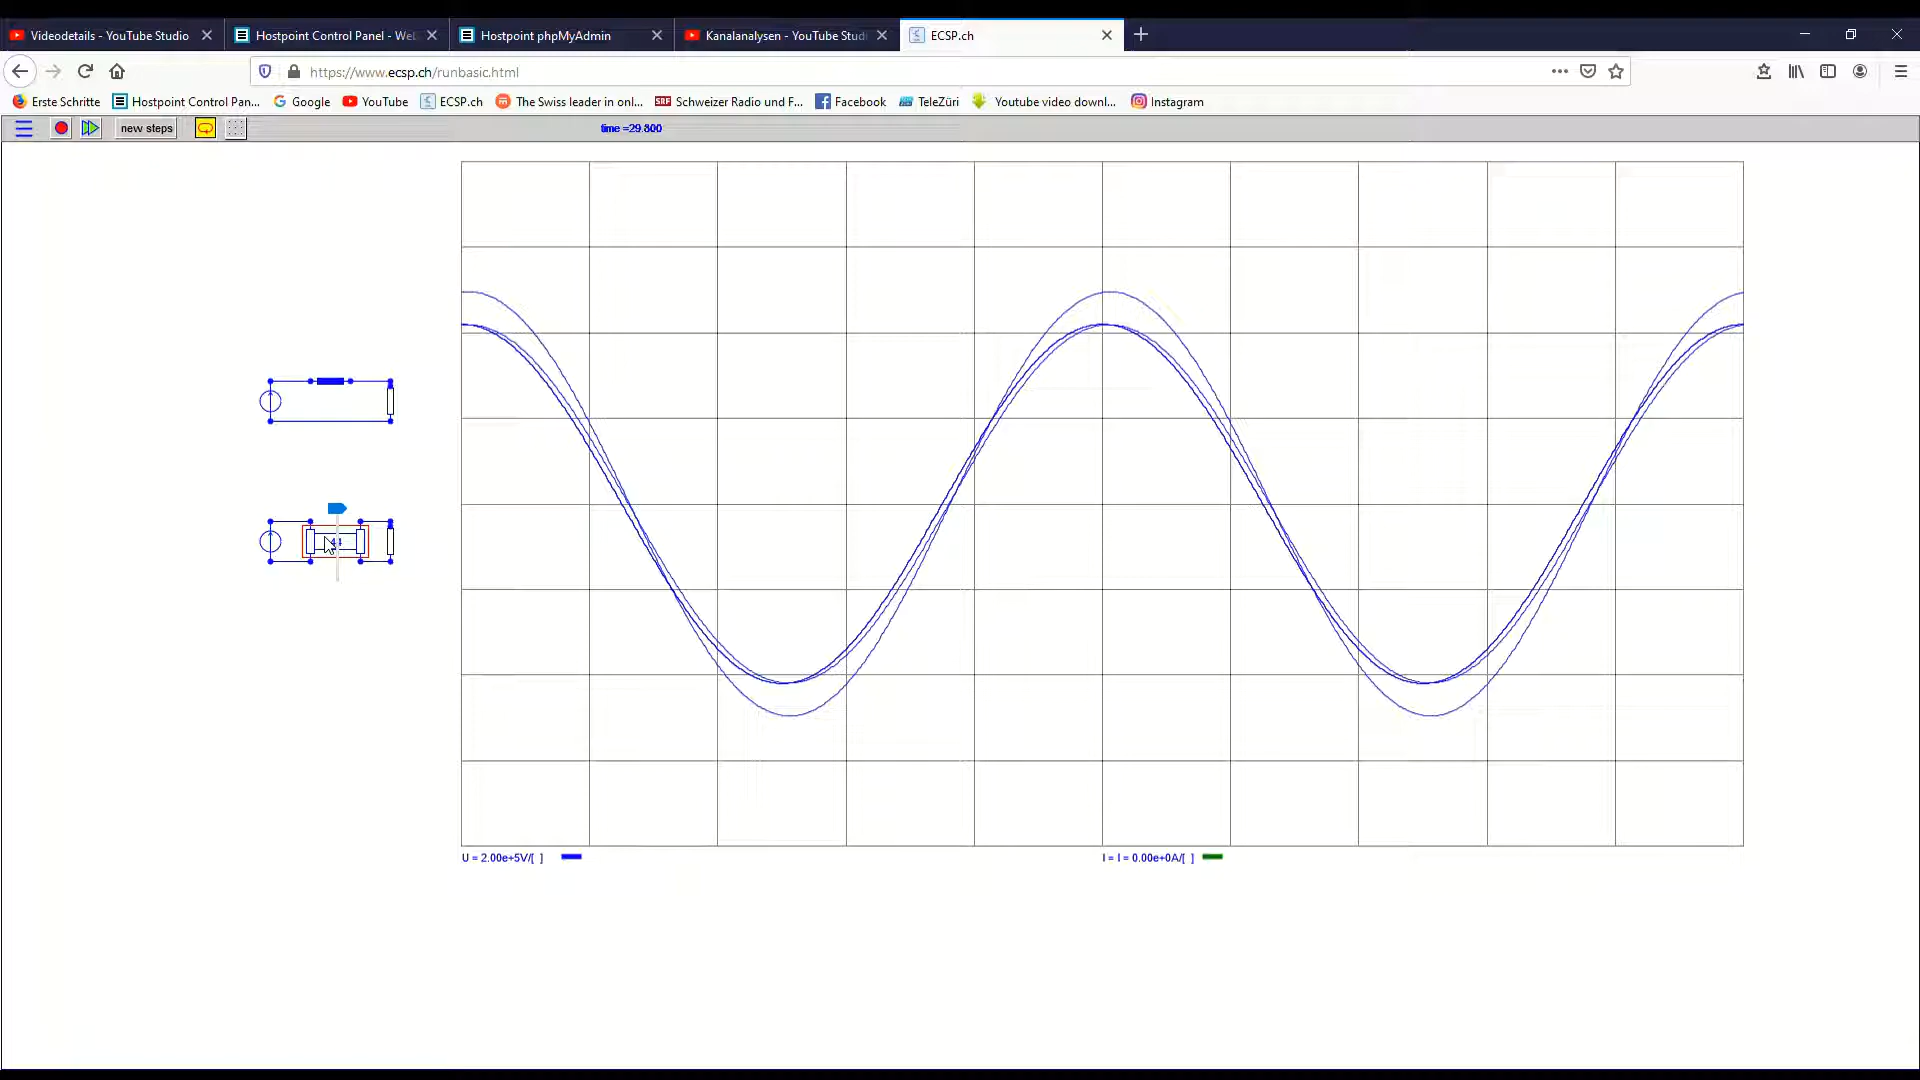 Videodetails - YouTube Studio
Hostpoint Control Panel - Web
Hostpoint phpMyAdmin
Kanalanalysen - YouTube Studi
ECSP.ch
https://www.ecsp.ch/runbasic.html
Erste Schritte
Hostpoint Control Pan...
Google
YouTube
ECSP.ch
The Swiss leader in onl...
SRF
Schweizer Radio und F...
Facebook
TeleZüri
Youtube video downl...
Instagram
new steps
time =29.800
U = 2.00e+5V/[ ]
I = I = 0.00e+0A/[ ]